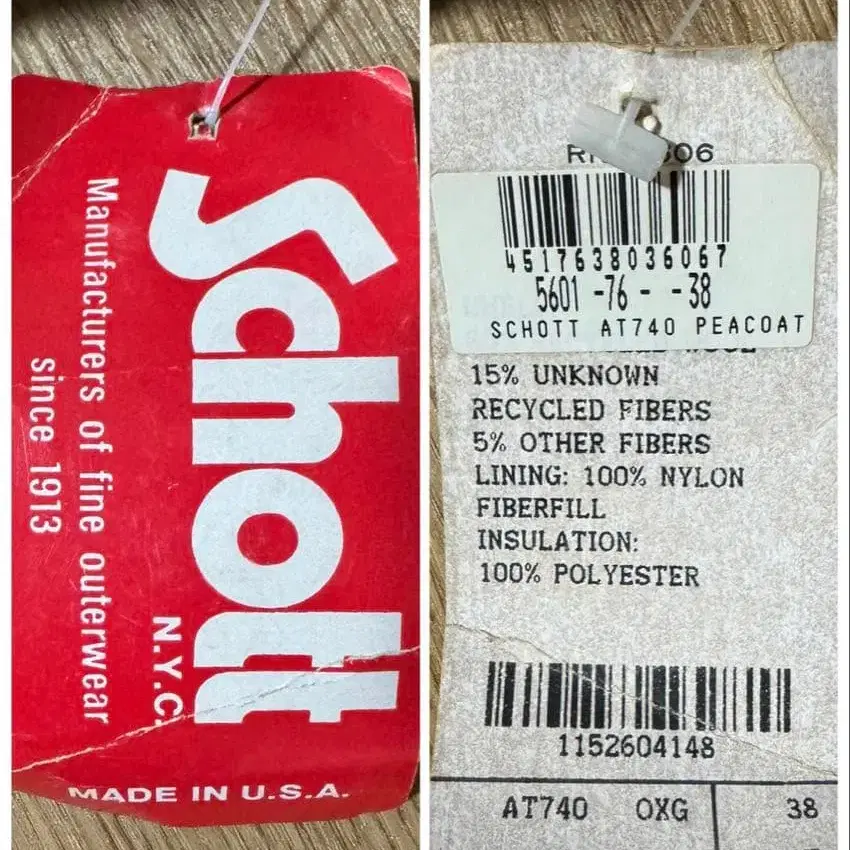 Schott
N.Y.C.
Manufacturers of fine outerwear
since 1913
MADE IN U.S.A.
4517638036067
5601 -76 - -38
SCHOTT AT740 PEACOAT
15% UNKNOWN
RECYCLED FIBERS
5% OTHER FIBERS
LINING: 100% NYLON
FIBERFILL
INSULATION:
100% POLYESTER
1152604148
AT740 OXG 38